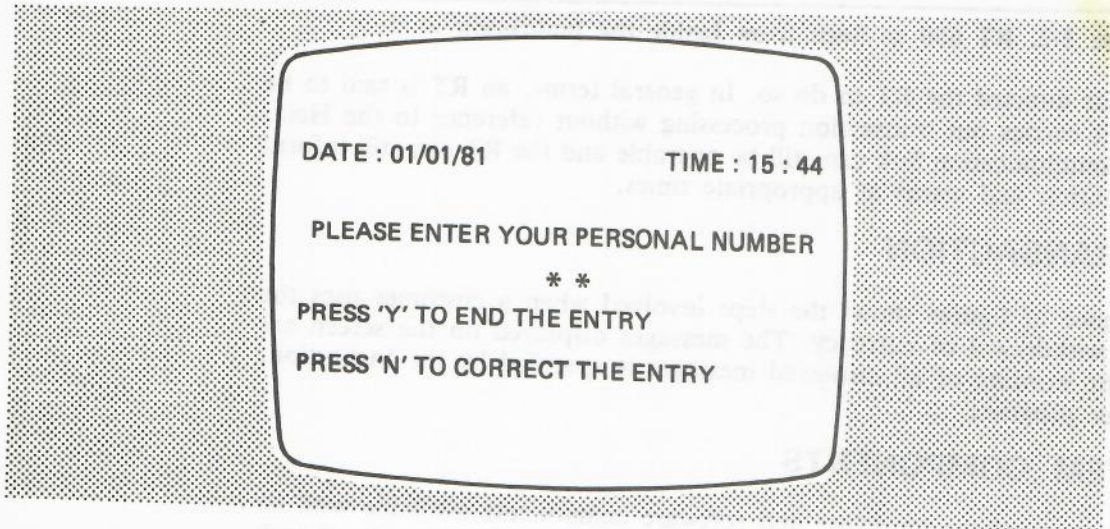 DATE : 01/01/81 TIME : 15 : 44
PLEASE ENTER YOUR PERSONAL NUMBER
* *
PRESS 'Y' TO END THE ENTRY
PRESS 'N' TO CORRECT THE ENTRY